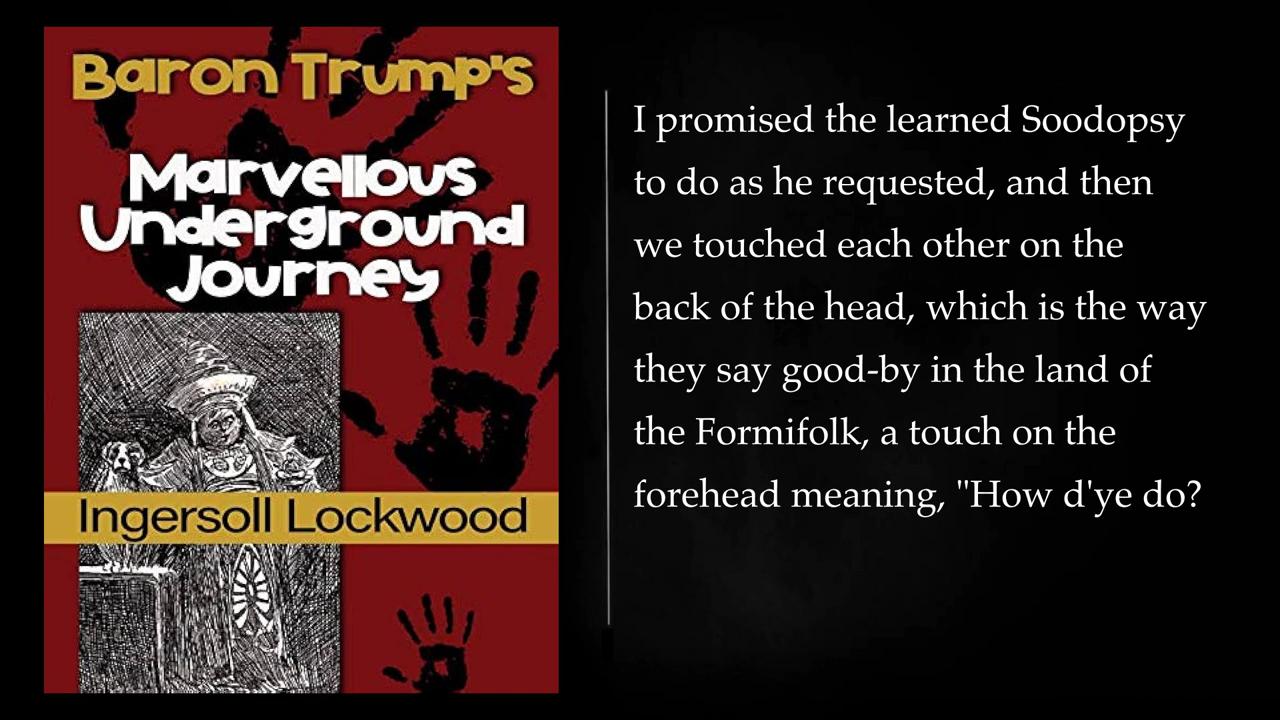 Baron Trump's
Marvellous
Underground
Journey
Ingersoll Lockwood
I promised the learned Soodopsy
to do as he requested, and then
we touched each other on the
back of the head, which is the way
they say good-by in the land of
the Formifolk, a touch on the
forehead meaning, "How d'ye do?